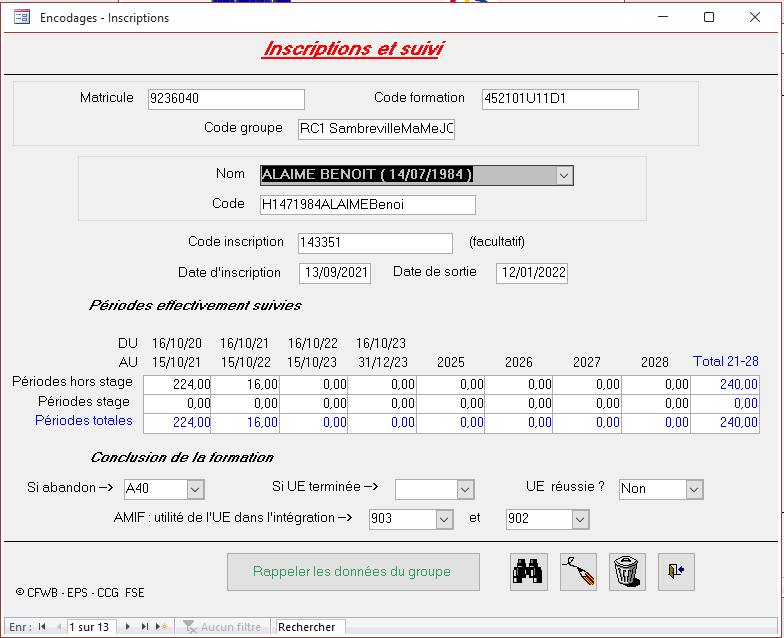 Encodages - Inscriptions
Inscriptions et suivi
Matricule 9236040 Code formation 452101U11D1
Code groupe RC1 SambrevilleMaMeJC
Nom ALAIME BENOIT ( 14/07/1984 )
Code H1471984ALAIMEBenoi
Code inscription 143351 (facultatif)
Date d'inscription 13/09/2021 Date de sortie 12/01/2022
Périodes effectivement suivies
DU 16/10/20 16/10/21 16/10/22 16/10/23
AU 15/10/21 15/10/22 15/10/23 31/12/23 2025 2026 2027 2028 Total 21-28
Périodes hors stage 224,00 16,00 0,00 0,00 0,00 0,00 0,00 0,00 240,00
Périodes stage 0,00 0,00 0,00 0,00 0,00 0,00 0,00 0,00 0,00
Périodes totales 224,00 16,00 0,00 0,00 0,00 0,00 0,00 0,00 240,00
Conclusion de la formation
Si abandon --> A40 Si UE terminée --> UE réussie ? Non
AMIF : utilité de l'UE dans l'intégration --> 903 et 902
Rappeler les données du groupe
© CFWB - EPS - CCG FSE
Enr : 1 sur 13 Aucun filtre Rechercher